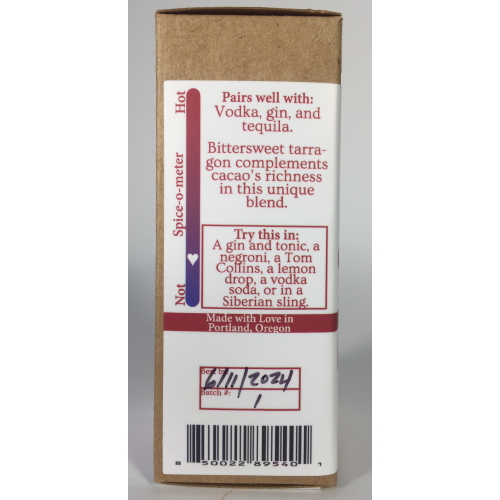 Hot
Spice-o-meter
Not
Pairs well with:
Vodka, gin, and
tequila.
Bittersweet tarra-
gon complements
cacao's richness
in this unique
blend.
Try this in:
A gin and tonic, a
negroni, a Tom
Collins, a lemon
drop, a vodka
soda, or in a
Siberian sling.
Made with Love in
Portland, Oregon
Best by:
6/11/2024
Batch #:
1
8 50022 89540 1